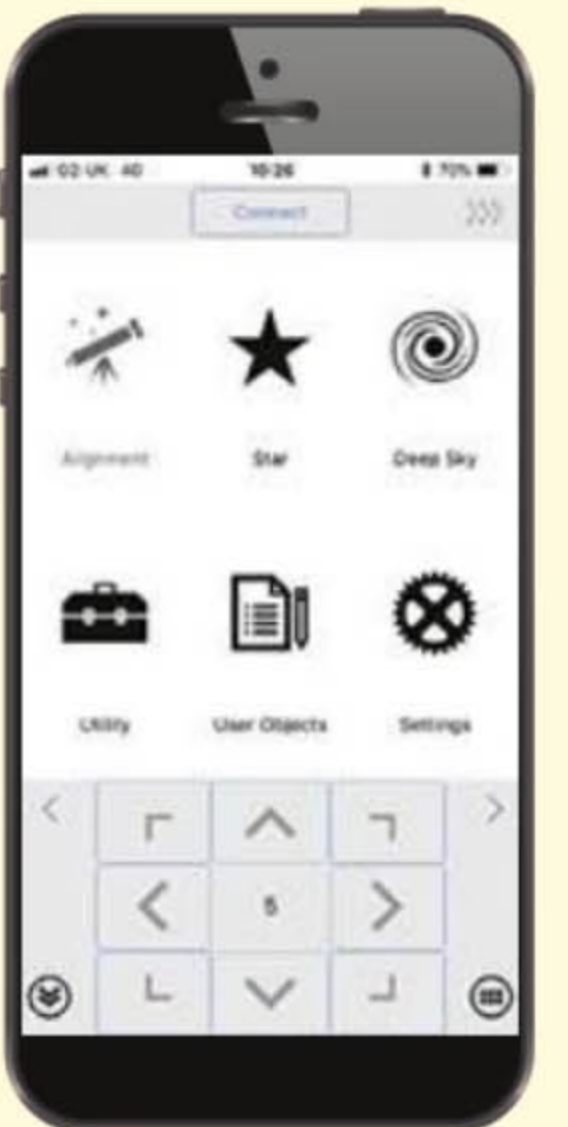 O2-UK 4G 10:26 70%
Connect
Alignment Star Deep Sky
Utility User Objects Settings
5